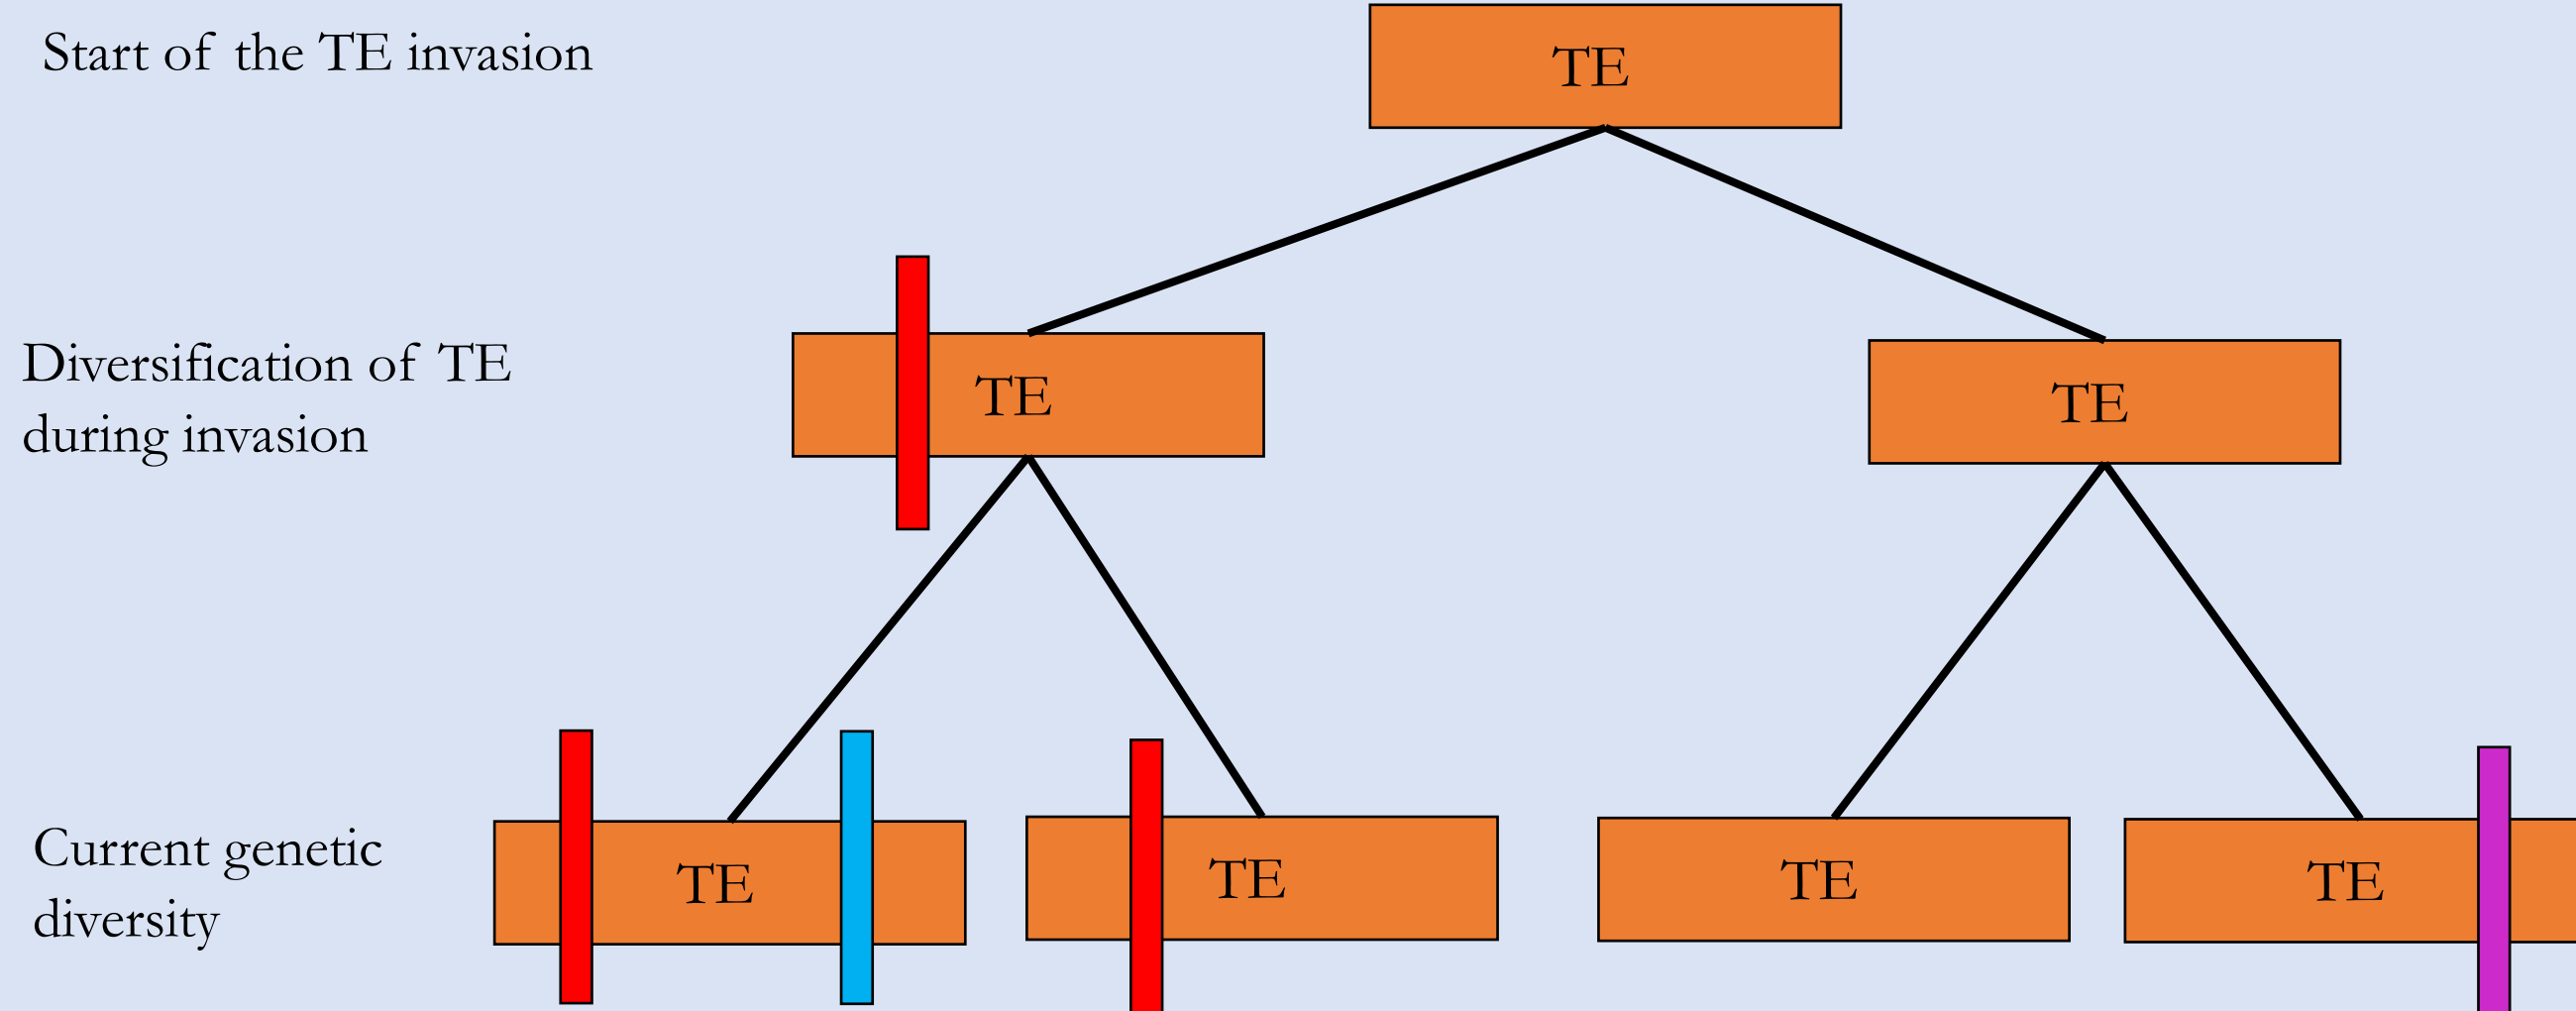 Start of the TE invasion
TE
Diversification of TE
during invasion
TE
TE
Current genetic
diversity
TE
TE
TE
TE